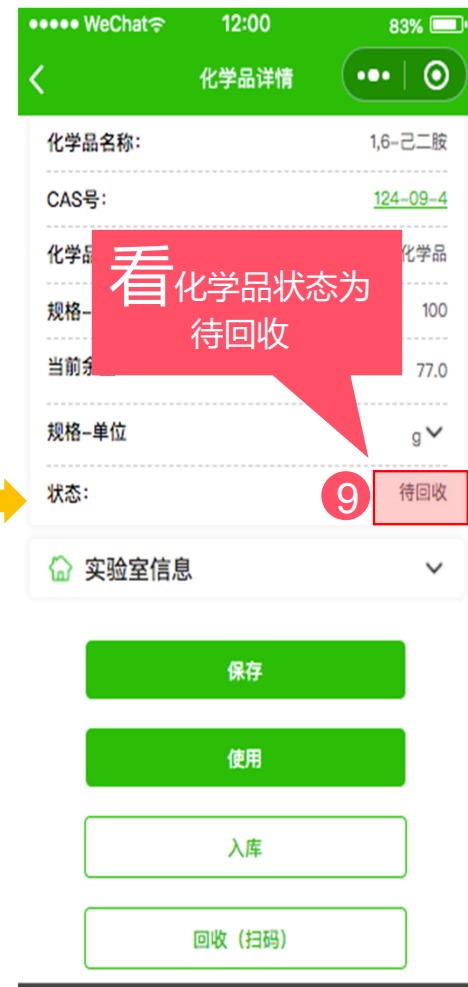 WeChat 12:00 83%
化学品详情
化学品名称: 1,6-己二胺
CAS号: 124-09-4
化学品
看化学品状态为
待回收
规格- 100
当前余 77.0
规格-单位 g
状态: 9 待回收
实验室信息
保存
使用
入库
回收（扫码）